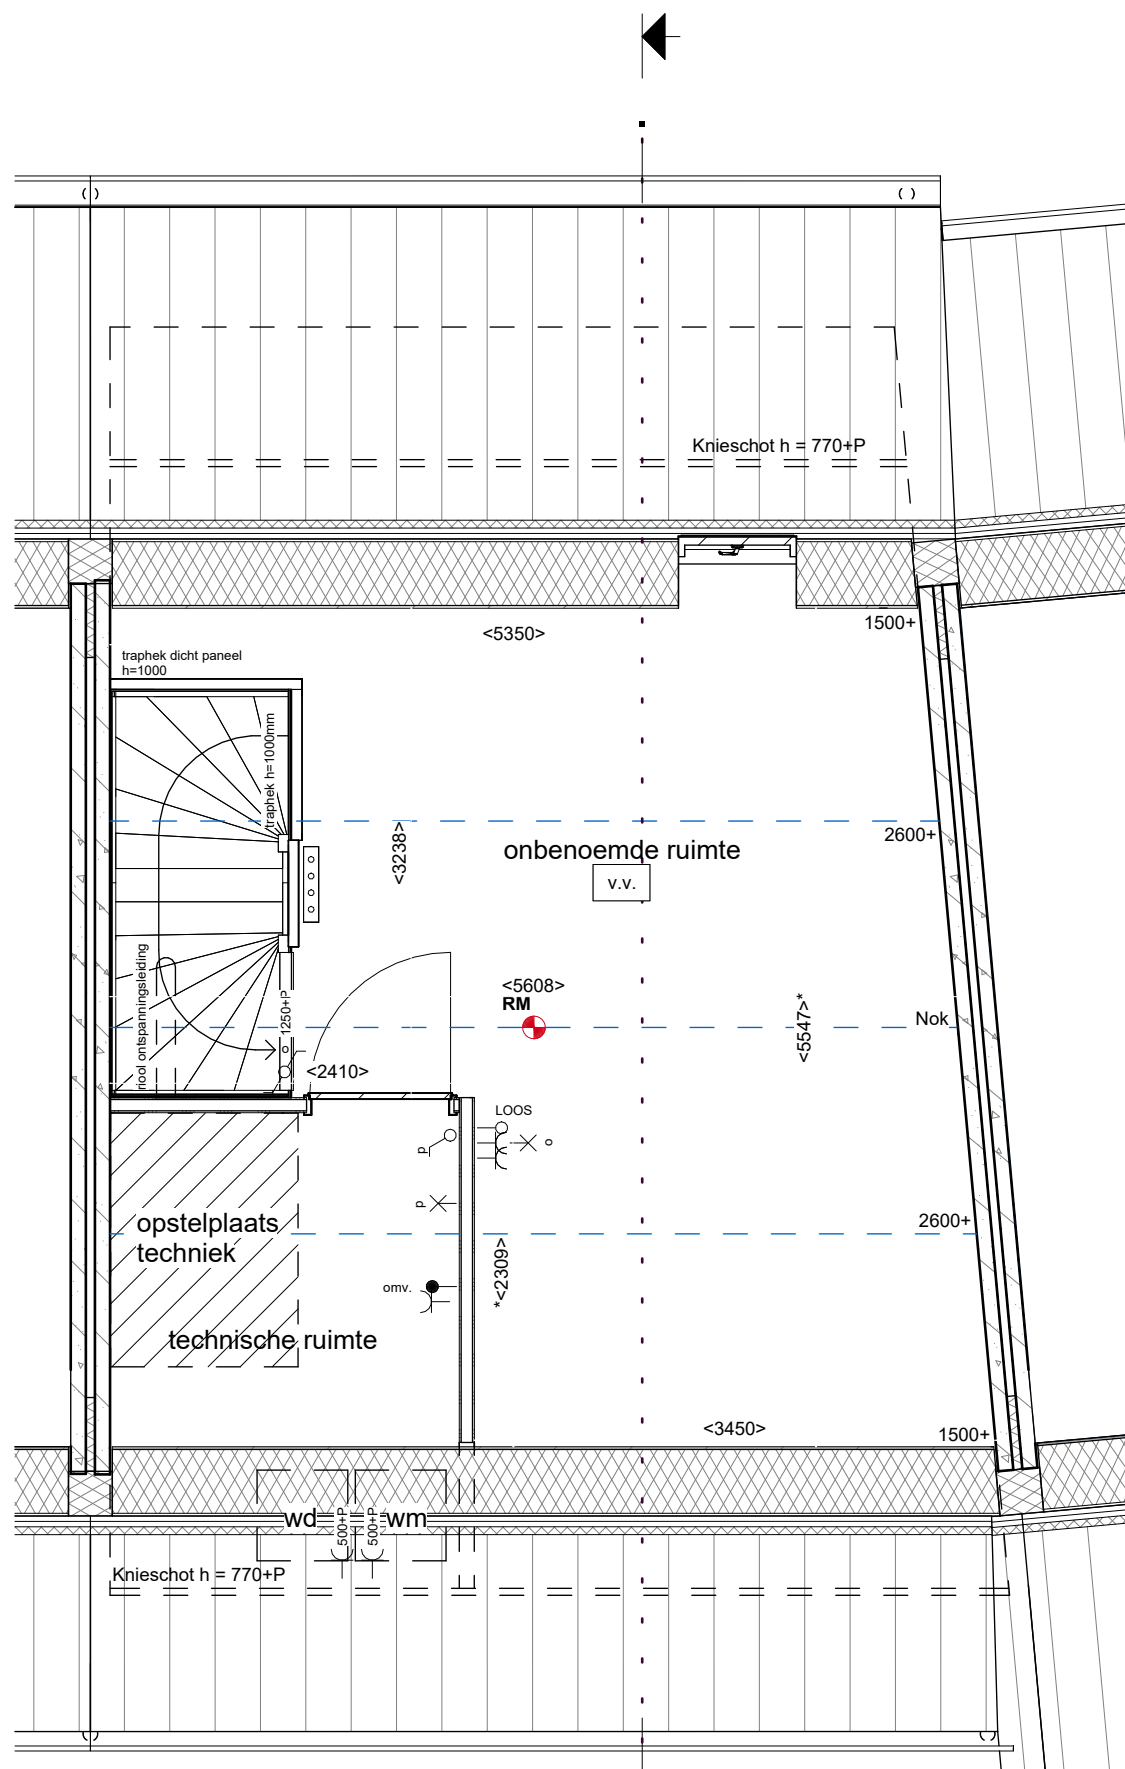 Knieschot h = 770+P
<5350>
1500+
traphek dicht paneel
h=1000
traphek h=1000mm
2600+
<3238>
onbenoemde ruimte
v.v.
riool ontspanningsleiding
1250+P
<5608>
RM
<5547>*
Nok
<2410>
LOOS
p
o
p
opstelplaats
techniek
2600+
*<2309>
omv.
technische ruimte
<3450>
1500+
wd
500+P
500+P
wm
Knieschot h = 770+P